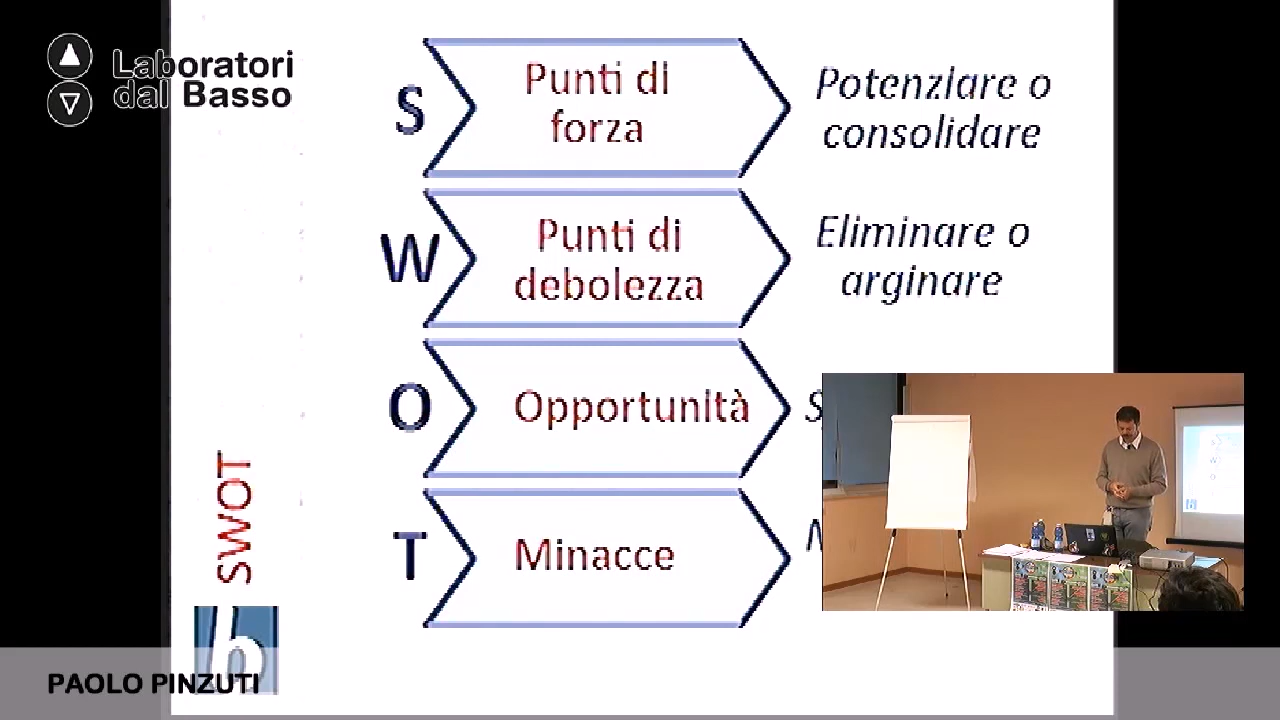 Laboratori
dal Basso
S
Punti di
forza
Potenziare o
consolidare
W
Punti di
debolezza
Eliminare o
arginare
O
Opportunità
T
Minacce
SWOT
b
PAOLO PINZUTI